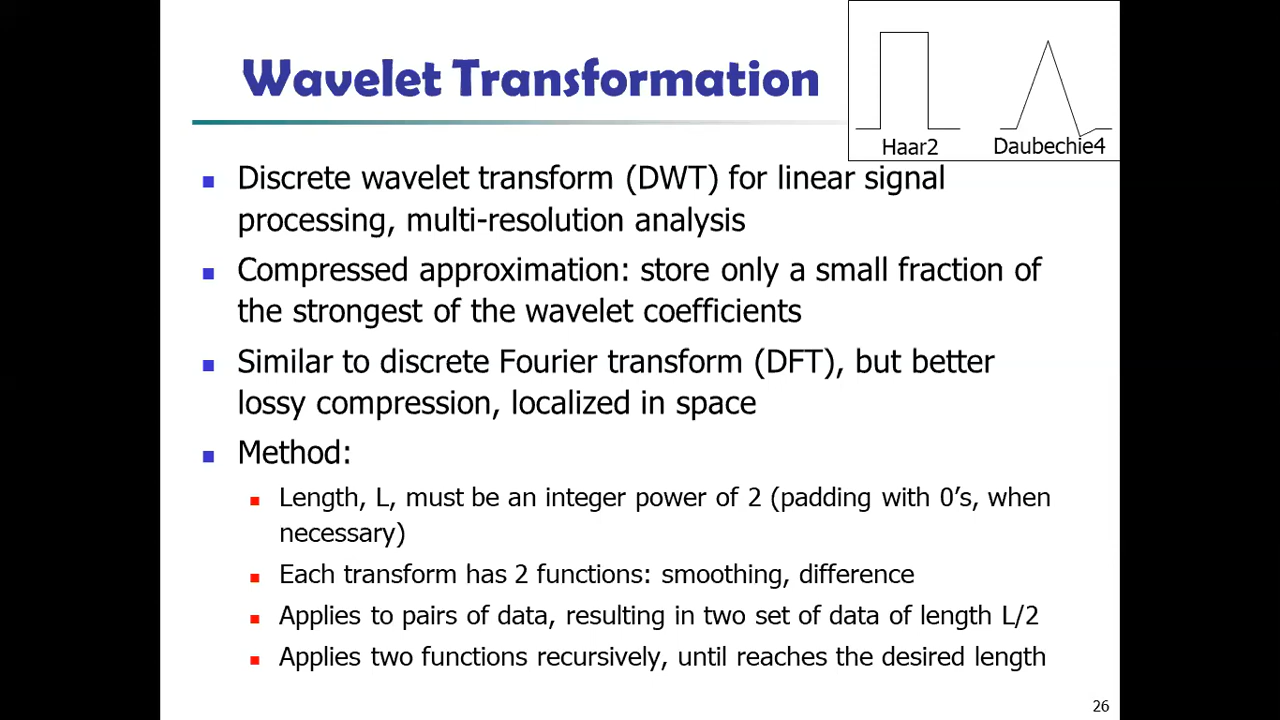 Wavelet Transformation
Haar2
Daubechie4
Discrete wavelet transform (DWT) for linear signal
processing, multi-resolution analysis
Compressed approximation: store only a small fraction of
the strongest of the wavelet coefficients
Similar to discrete Fourier transform (DFT), but better
lossy compression, localized in space
Method:
Length, L, must be an integer power of 2 (padding with 0’s, when
necessary)
Each transform has 2 functions: smoothing, difference
Applies to pairs of data, resulting in two set of data of length L/2
Applies two functions recursively, until reaches the desired length
26